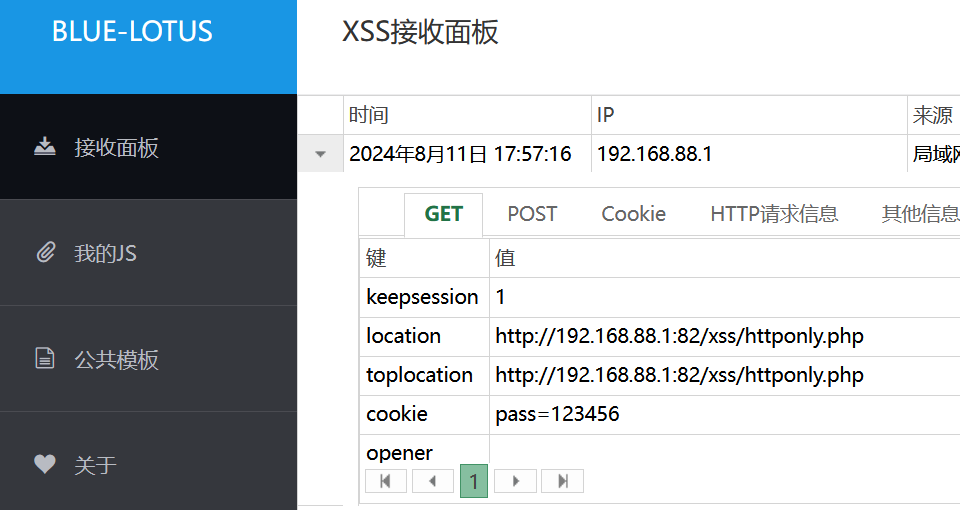 BLUE-LOTUS
XSS接收面板
接收面板
我的JS
公共模板
关于
时间 IP 来源
2024年8月11日 17:57:16 192.168.88.1 局域
GET POST Cookie HTTP请求信息 其他信息
键 值
keepsession 1
location http://192.168.88.1:82/xss/httponly.php
toplocation http://192.168.88.1:82/xss/httponly.php
cookie pass=123456
opener
1